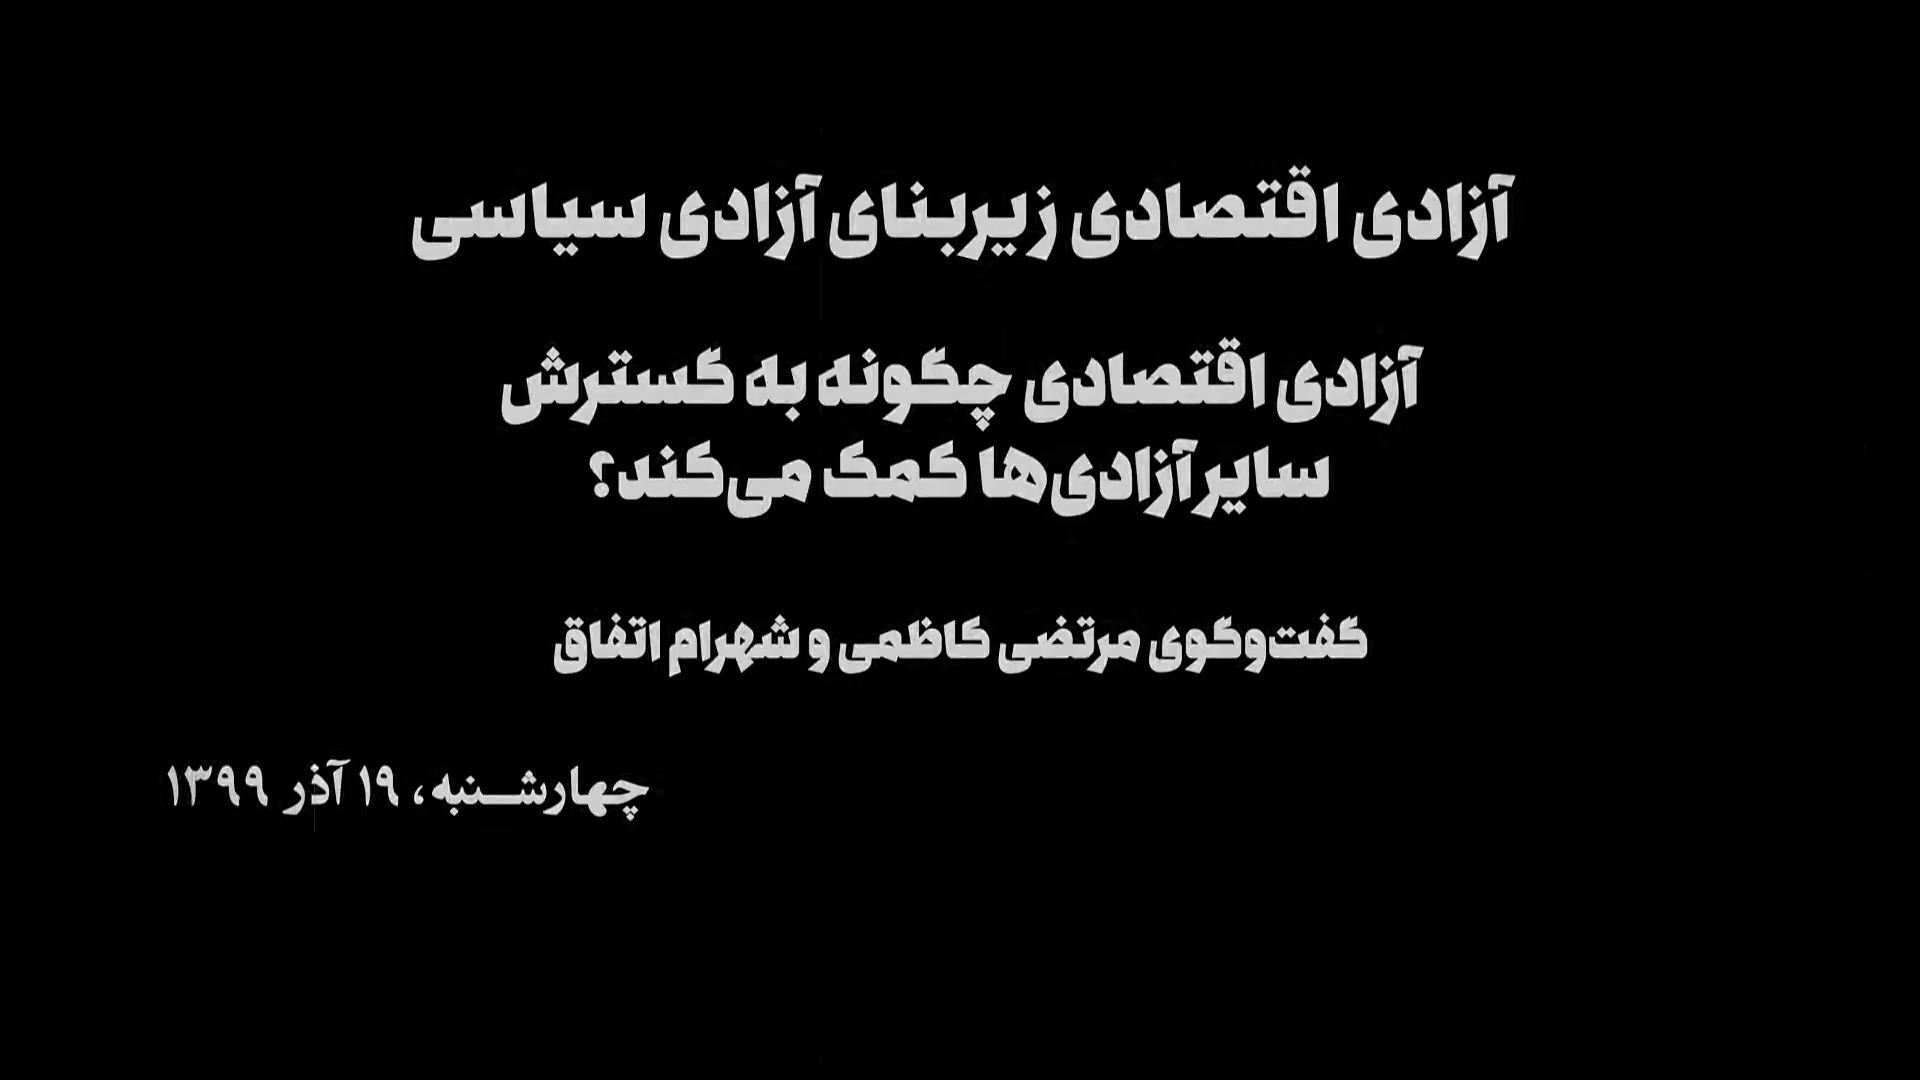 آزادی اقتصادی زیربنای آزادی سیاسی
آزادی اقتصادی چگونه به گسترش
سایر آزادی‌ها کمک می‌کند؟
گفت‌وگوی مرتضی کاظمی و شهرام اتفاق
چهارشنبه، ۱۹ آذر ۱۳۹۹